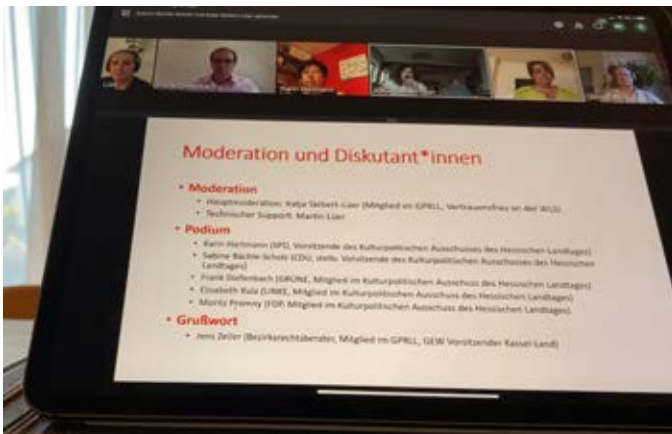 Karin Hartmann
Moderation und Diskutant*innen
• Moderation
• Hauptmoderation: Katja Siebert-Lüer (Mitglied im GPRLL, Vertrauensfrau an der WLS)
• Technischer Support: Martin Lüer
• Podium
• Karin Hartmann (SPD, Vorsitzende des Kulturpolitischen Ausschusses des Hessischen Landtages)
• Sabine Bächle-Scholz (CDU, stellv. Vorsitzende des Kulturpolitischen Ausschusses des Hessischen
Landtages)
• Frank Diefenbach (GRÜNE, Mitglied im Kulturpolitischen Ausschuss des Hessischen Landtages)
• Elisabeth Kula (LINKE, Mitglied im Kulturpolitischen Ausschuss des Hessischen Landtages)
• Moritz Promny (FDP, Mitglied im Kulturpolitischen Ausschuss des Hessischen Landtages)
• Grußwort
• Jens Zeiler (Bezirksrechtsberater, Mitglied im GPRLL, GEW Vorsitzender Kassel-Land)